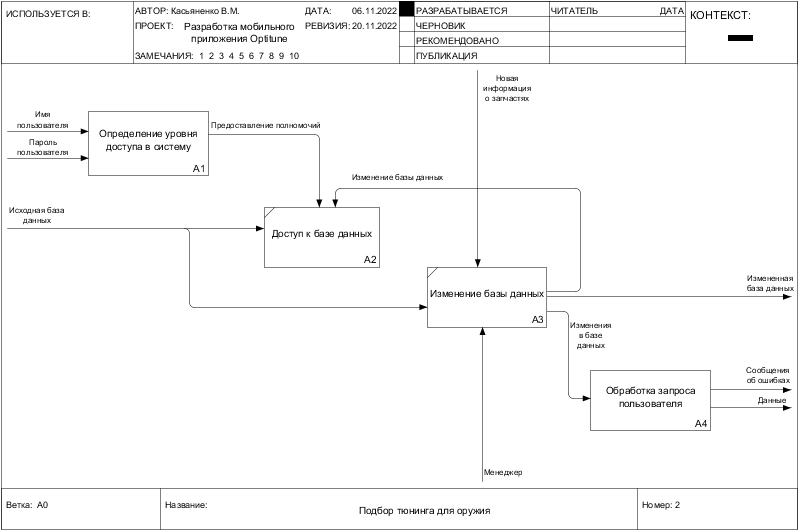 ИСПОЛЬЗУЕТСЯ В:
АВТОР: Касьяненко В.М.
ДАТА: 06.11.2022
РАЗРАБАТЫВАЕТСЯ
ЧИТАТЕЛЬ
ДАТА
КОНТЕКСТ:
ПРОЕКТ: Разработка мобильного
приложения Optitune
РЕВИЗИЯ: 20.11.2022
ЧЕРНОВИК
РЕКОМЕНДОВАНО
ЗАМЕЧАНИЯ: 1 2 3 4 5 6 7 8 9 10
ПУБЛИКАЦИЯ
Новая
информация
о запчастях
Имя
пользователя
Пароль
пользователя
Определение уровня
доступа в систему
A1
Предоставление полномочий
Изменение базы данных
Исходная база
данных
Доступ к базе данных
A2
Изменение базы данных
A3
Измененная
база данных
Изменения
в базе
данных
Обработка запроса
пользователя
A4
Сообщения
об ошибках
Данные
Менеджер
Ветка: A0
Название:
Подбор тюнинга для оружия
Номер: 2